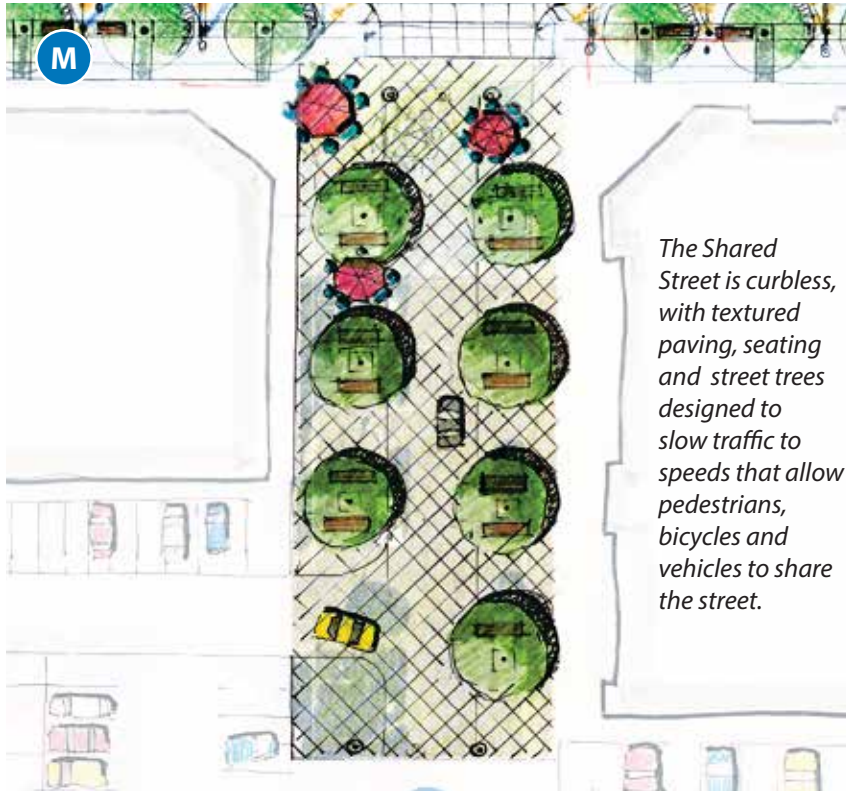 M
The Shared
Street is curbless,
with textured
paving, seating
and street trees
designed to
slow traffic to
speeds that allow
pedestrians,
bicycles and
vehicles to share
the street.